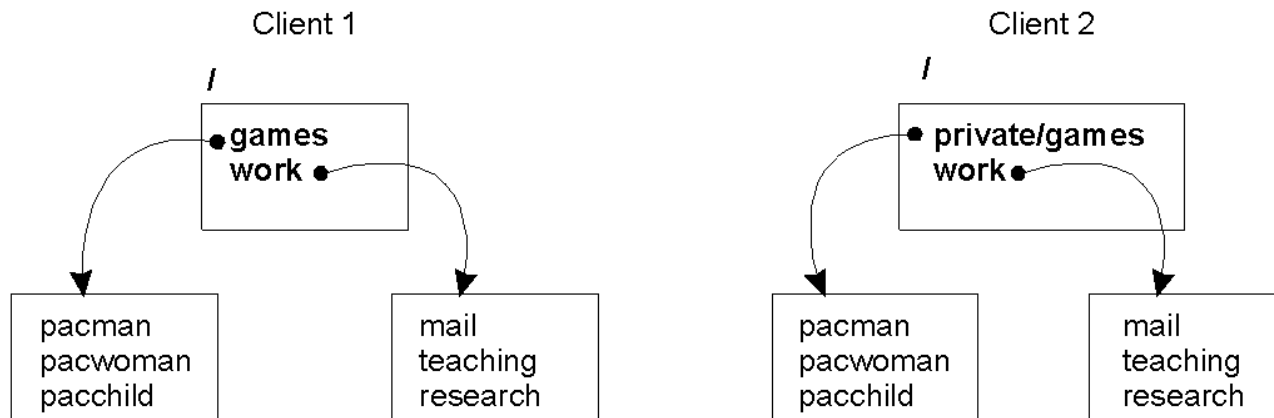 Client 1
/
games
work
pacman
pacwoman
pacchild
mail
teaching
research
Client 2
/
private/games
work
pacman
pacwoman
pacchild
mail
teaching
research